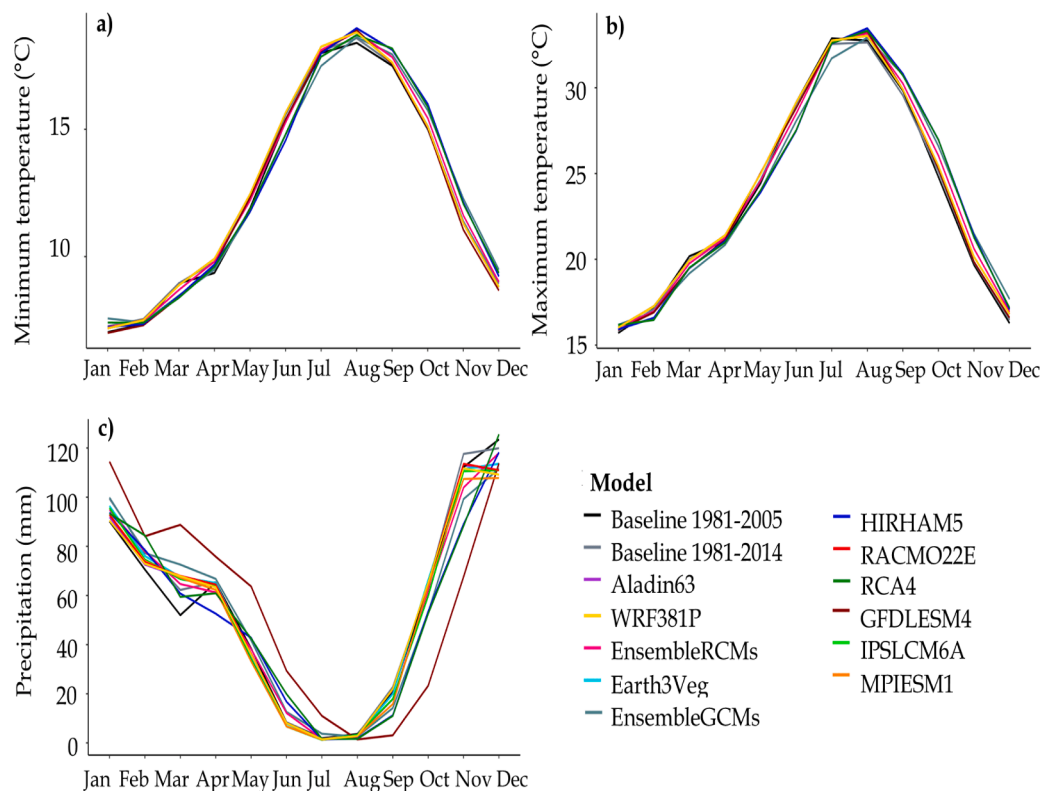 a)
Minimum temperature (°C)
15
10
Jan Feb Mar Apr May Jun Jul Aug Sep Oct Nov Dec
b)
Maximum temperature (°C)
30
25
20
15
Jan Feb Mar Apr May Jun Jul Aug Sep Oct Nov Dec
c)
Precipitation (mm)
120
100
80
60
40
20
0
Jan Feb Mar Apr May Jun Jul Aug Sep Oct Nov Dec
Model
Baseline 1981-2005
Baseline 1981-2014
Aladin63
WRF381P
EnsembleRCMs
Earth3Veg
EnsembleGCMs
HIRHAM5
RACMO22E
RCA4
GFDLESM4
IPSLCM6A
MPIESM1